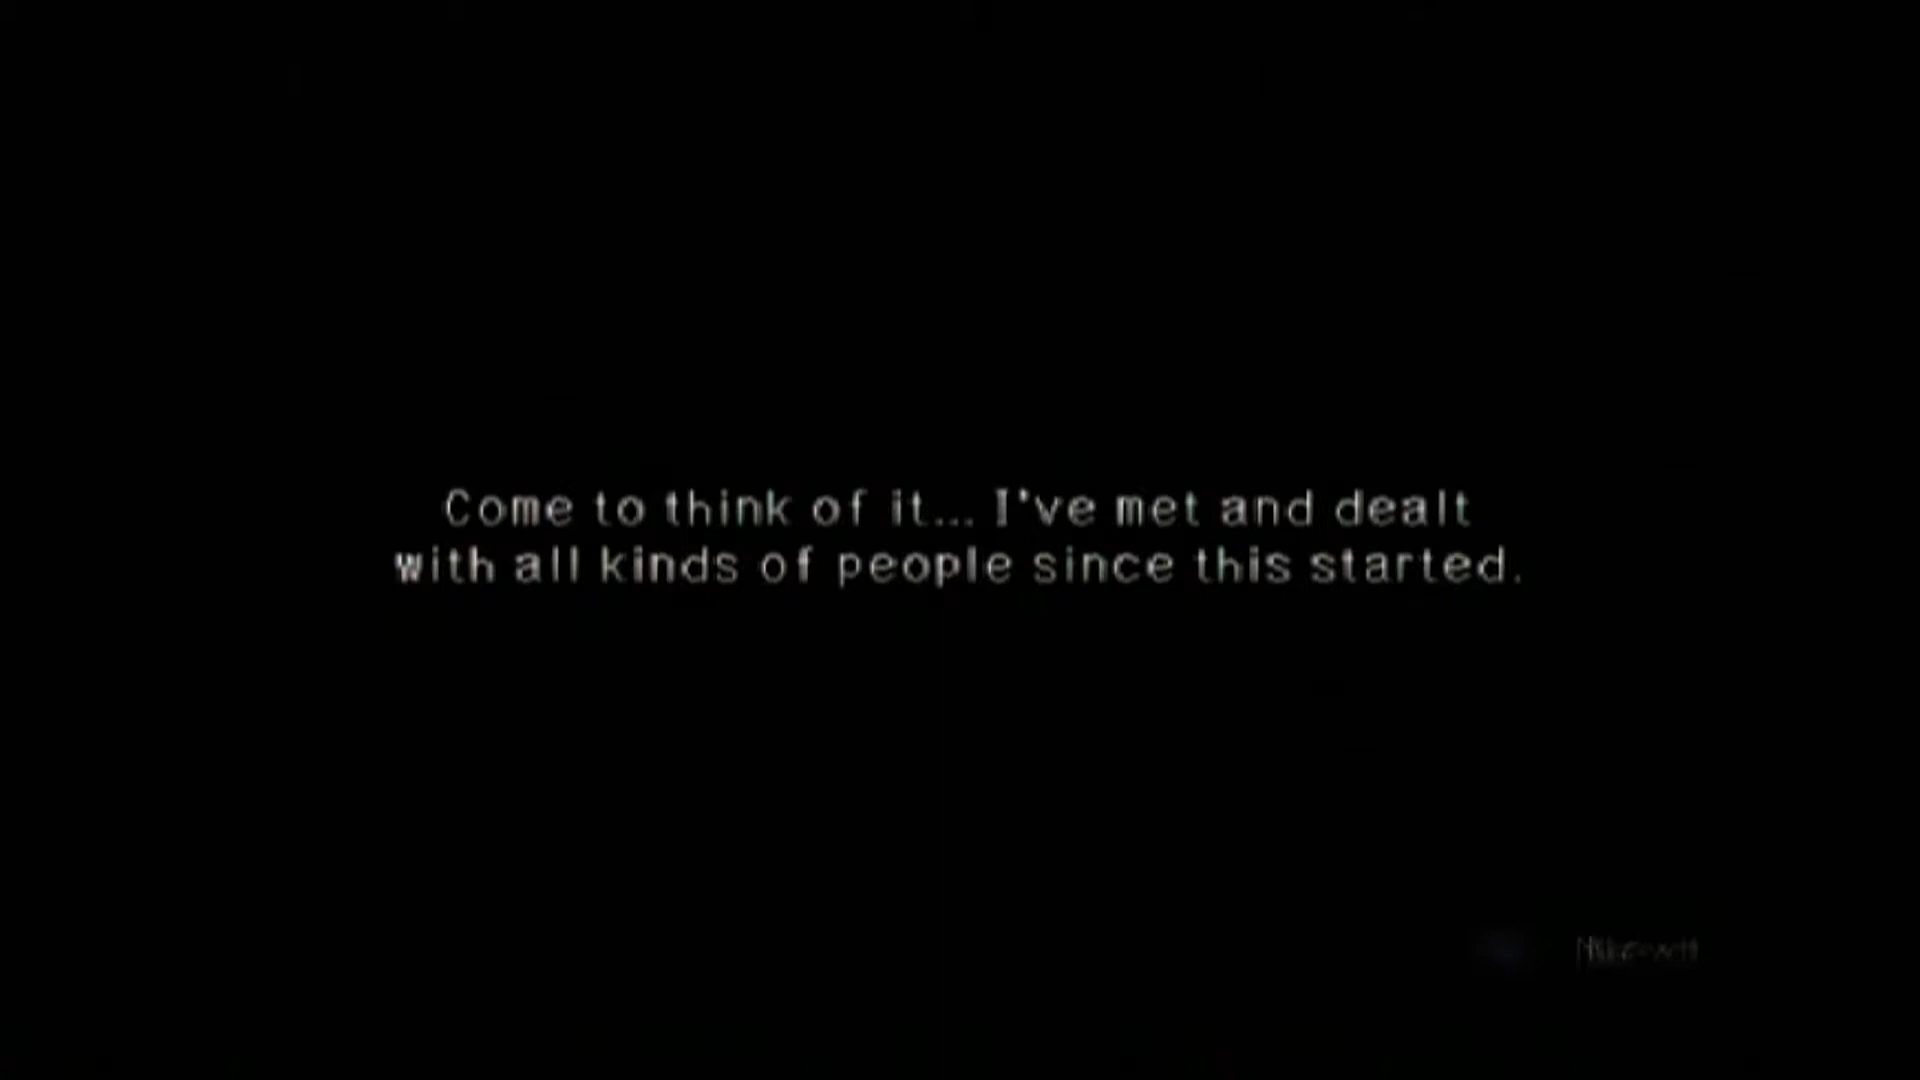 Come to think of it... I've met and dealt
with all kinds of people since this started.